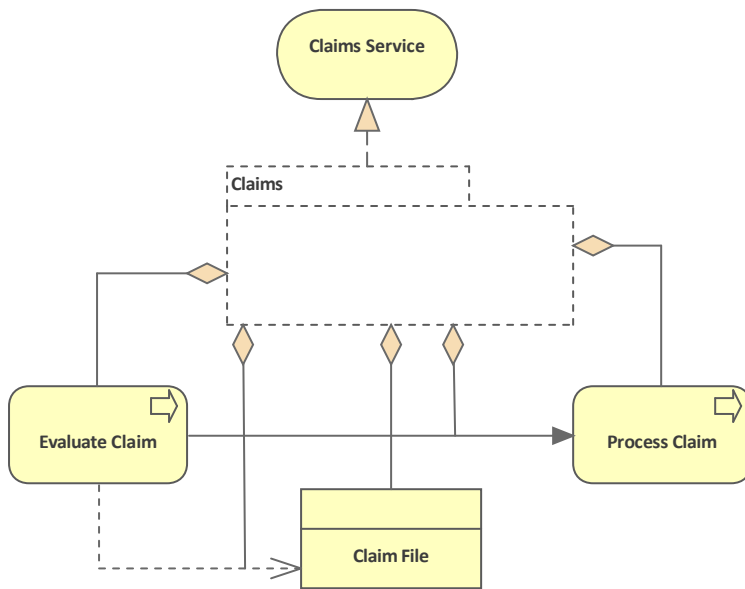 Claims Service
Claims
Evaluate Claim
Process Claim
Claim File